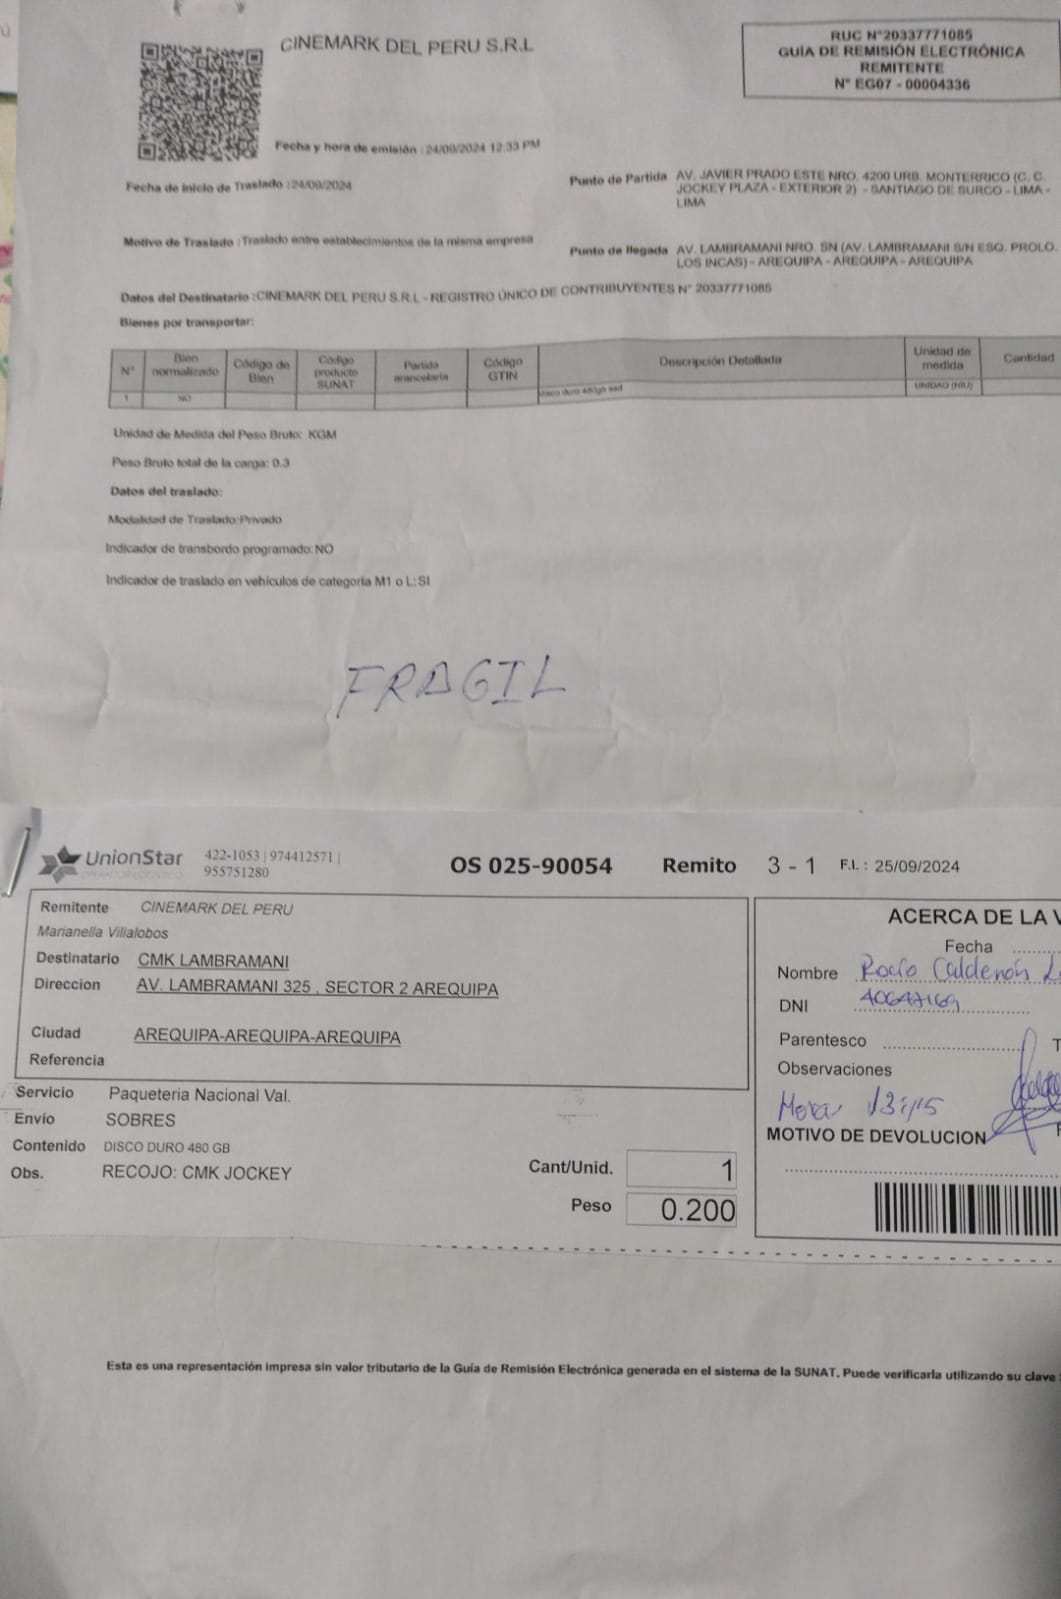 CINEMARK DEL PERU S.R.L
RUC N°20337771085
GUÍA DE REMISIÓN ELECTRÓNICA
REMITENTE
N° EG07 - 00004336
Fecha y hora de emisión : 24/09/2024 12:33 PM
Fecha de inicio de Traslado : 24/09/2024
Punto de Partida AV. JAVIER PRADO ESTE NRO. 4200 URB. MONTERRICO (C. C.
JOCKEY PLAZA - EXTERIOR 2) - SANTIAGO DE SURCO - LIMA -
LIMA
Motivo de Traslado : Traslado entre establecimientos de la misma empresa
Punto de llegada AV. LAMBRAMANI NRO. SN (AV. LAMBRAMANI S/N ESQ. PROLO.
LOS INCAS) - AREQUIPA - AREQUIPA - AREQUIPA
Datos del Destinatario : CINEMARK DEL PERU S.R.L - REGISTRO ÚNICO DE CONTRIBUYENTES N° 20337771085
Bienes por transportar:
N° Bien normalizado Código de Bien Código producto SUNAT Partida arancelaria Código GTIN Descripción Detallada Unidad de medida Cantidad
1 NO disco duro 480gb ssd UNIDAD (NIU)
Unidad de Medida del Peso Bruto: KGM
Peso Bruto total de la carga: 0.3
Datos del traslado:
Modalidad de Traslado: Privado
Indicador de transbordo programado: NO
Indicador de traslado en vehículos de categoría M1 o L: SI
FRAGIL
UnionStar
OPERADOR LOGISTICO
422-1053 | 974412571 |
955751280
OS 025-90054 Remito 3 - 1 F.I. : 25/09/2024
Remitente CINEMARK DEL PERU
Marianella Villalobos
Destinatario CMK LAMBRAMANI
Direccion AV. LAMBRAMANI 325 , SECTOR 2 AREQUIPA
Ciudad AREQUIPA-AREQUIPA-AREQUIPA
Referencia
Servicio Paqueteria Nacional Val.
Envio SOBRES
Contenido DISCO DURO 480 GB
Obs. RECOJO: CMK JOCKEY
Cant/Unid. 1
Peso 0.200
ACERCA DE LA V
Fecha
Nombre Rocío Calderón
DNI 40647169
Parentesco
Observaciones
Hora 13:15
MOTIVO DE DEVOLUCION
Esta es una representación impresa sin valor tributario de la Guía de Remisión Electrónica generada en el sistema de la SUNAT. Puede verificarla utilizando su clave